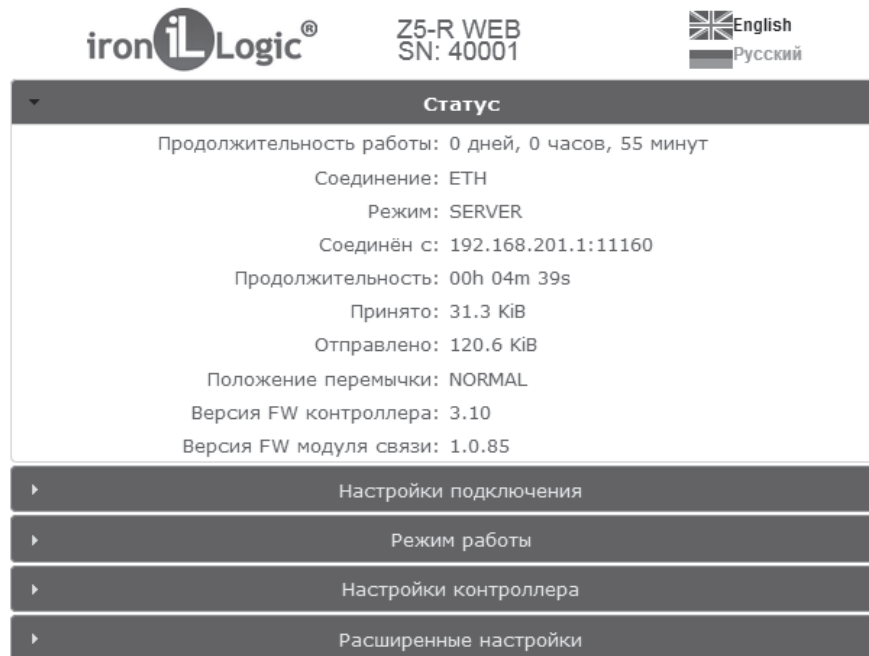 iron iL Logic®
Z5-R WEB
SN: 40001
English
Русский
Статус
Продолжительность работы: 0 дней, 0 часов, 55 минут
Соединение: ETH
Режим: SERVER
Соединён с: 192.168.201.1:11160
Продолжительность: 00h 04m 39s
Принято: 31.3 KiB
Отправлено: 120.6 KiB
Положение перемычки: NORMAL
Версия FW контроллера: 3.10
Версия FW модуля связи: 1.0.85
Настройки подключения
Режим работы
Настройки контроллера
Расширенные настройки